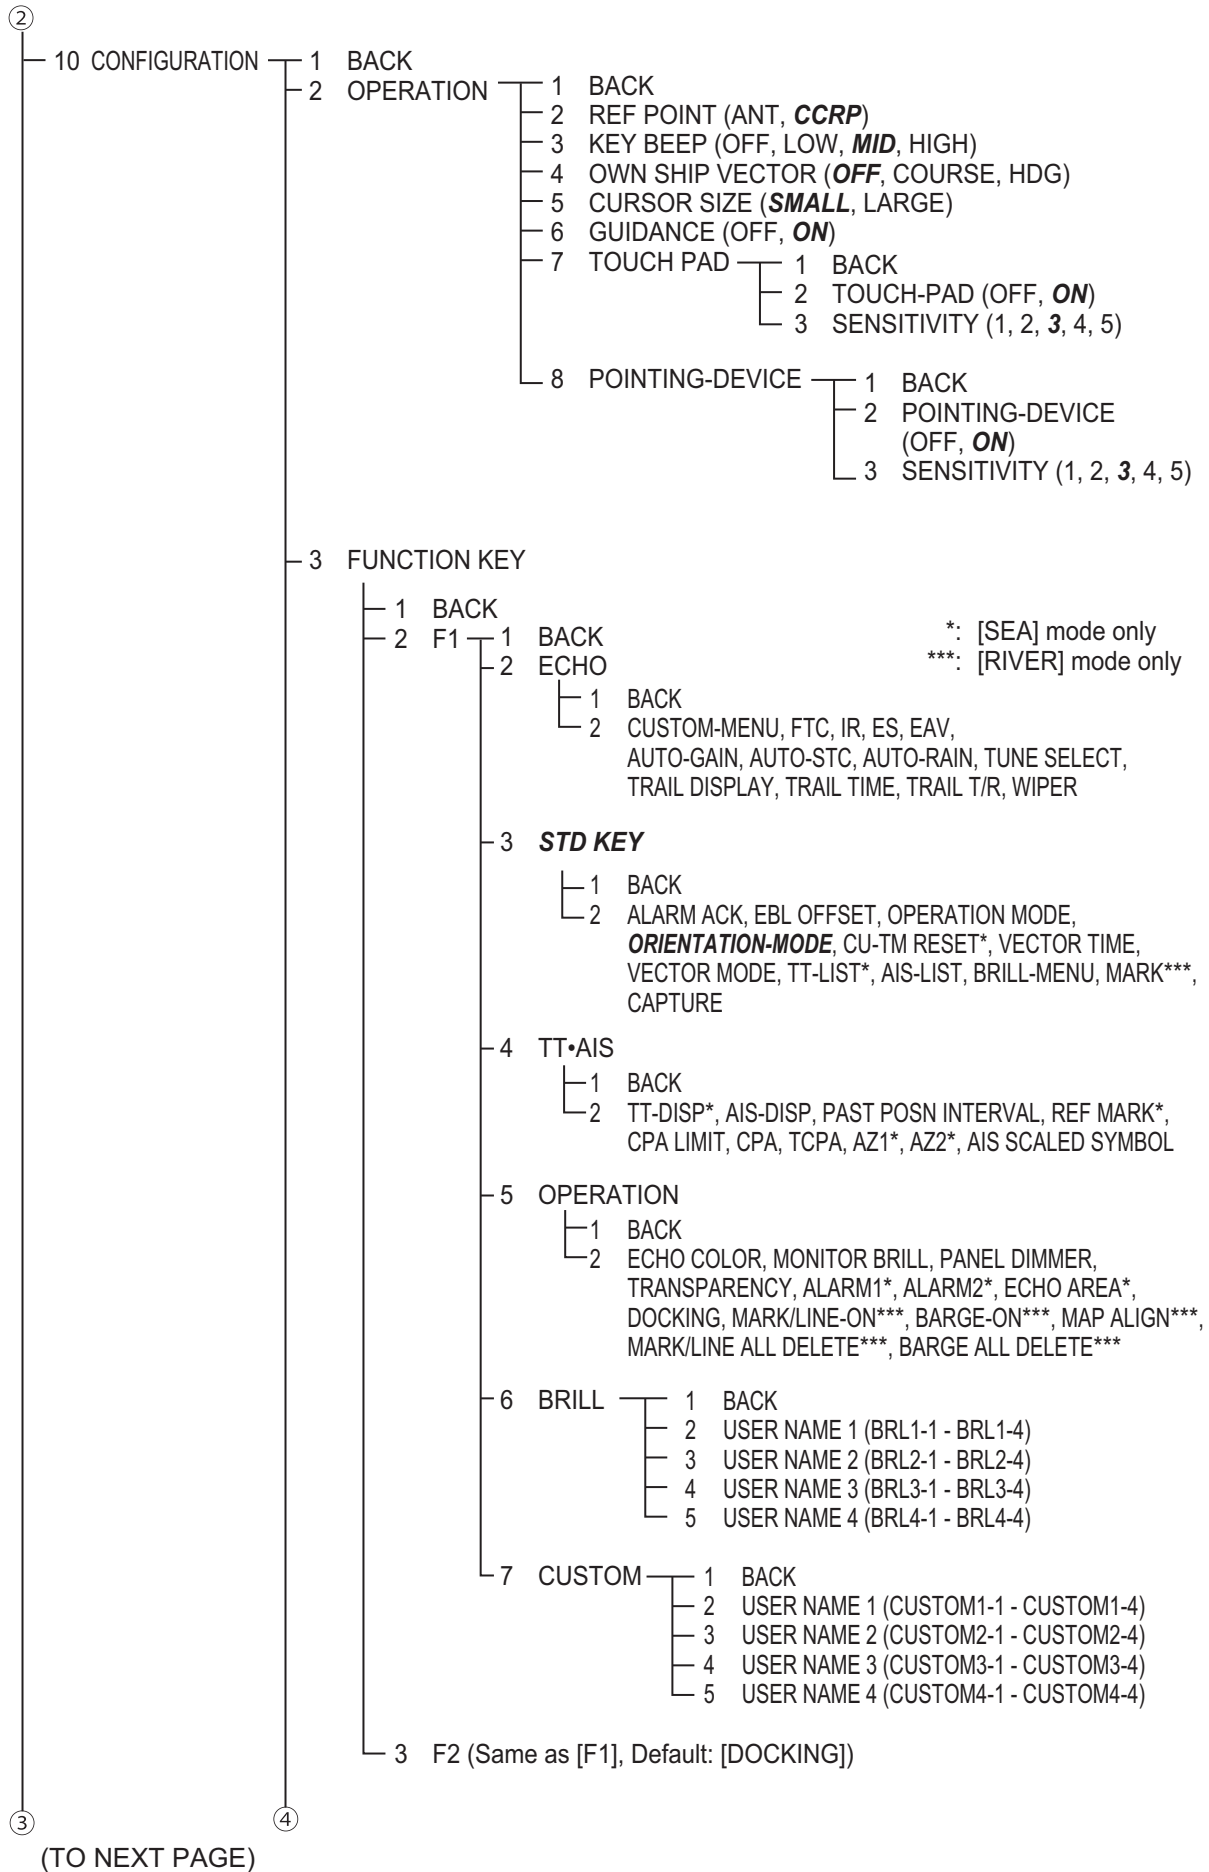 ②
10 CONFIGURATION
1 BACK
2 OPERATION
1 BACK
2 REF POINT (ANT, CCRP)
3 KEY BEEP (OFF, LOW, MID, HIGH)
4 OWN SHIP VECTOR (OFF, COURSE, HDG)
5 CURSOR SIZE (SMALL, LARGE)
6 GUIDANCE (OFF, ON)
7 TOUCH PAD
1 BACK
2 TOUCH-PAD (OFF, ON)
3 SENSITIVITY (1, 2, 3, 4, 5)
8 POINTING-DEVICE
1 BACK
2 POINTING-DEVICE
(OFF, ON)
3 SENSITIVITY (1, 2, 3, 4, 5)
3 FUNCTION KEY
*: [SEA] mode only
***: [RIVER] mode only
1 BACK
2 F1
1 BACK
2 ECHO
1 BACK
2 CUSTOM-MENU, FTC, IR, ES, EAV,
AUTO-GAIN, AUTO-STC, AUTO-RAIN, TUNE SELECT,
TRAIL DISPLAY, TRAIL TIME, TRAIL T/R, WIPER
3 STD KEY
1 BACK
2 ALARM ACK, EBL OFFSET, OPERATION MODE,
ORIENTATION-MODE, CU-TM RESET*, VECTOR TIME,
VECTOR MODE, TT-LIST*, AIS-LIST, BRILL-MENU, MARK***,
CAPTURE
4 TT•AIS
1 BACK
2 TT-DISP*, AIS-DISP, PAST POSN INTERVAL, REF MARK*,
CPA LIMIT, CPA, TCPA, AZ1*, AZ2*, AIS SCALED SYMBOL
5 OPERATION
1 BACK
2 ECHO COLOR, MONITOR BRILL, PANEL DIMMER,
TRANSPARENCY, ALARM1*, ALARM2*, ECHO AREA*,
DOCKING, MARK/LINE-ON***, BARGE-ON***, MAP ALIGN***,
MARK/LINE ALL DELETE***, BARGE ALL DELETE***
6 BRILL
1 BACK
2 USER NAME 1 (BRL1-1 - BRL1-4)
3 USER NAME 2 (BRL2-1 - BRL2-4)
4 USER NAME 3 (BRL3-1 - BRL3-4)
5 USER NAME 4 (BRL4-1 - BRL4-4)
7 CUSTOM
1 BACK
2 USER NAME 1 (CUSTOM1-1 - CUSTOM1-4)
3 USER NAME 2 (CUSTOM2-1 - CUSTOM2-4)
4 USER NAME 3 (CUSTOM3-1 - CUSTOM3-4)
5 USER NAME 4 (CUSTOM4-1 - CUSTOM4-4)
3 F2 (Same as [F1], Default: [DOCKING])
③ ④
(TO NEXT PAGE)